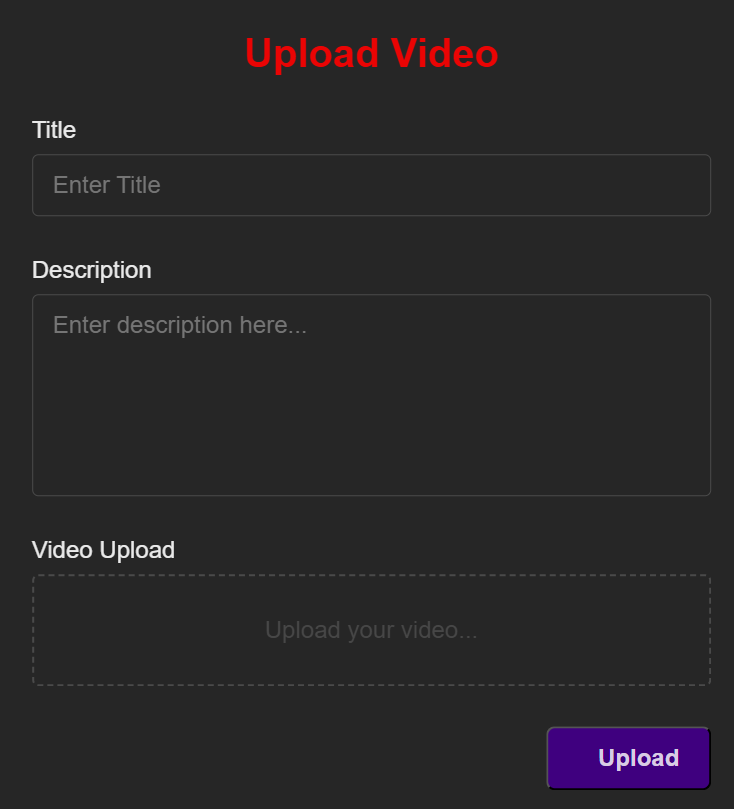 Upload Video
Title
Enter Title
Description
Enter description here...
Video Upload
Upload your video...
Upload